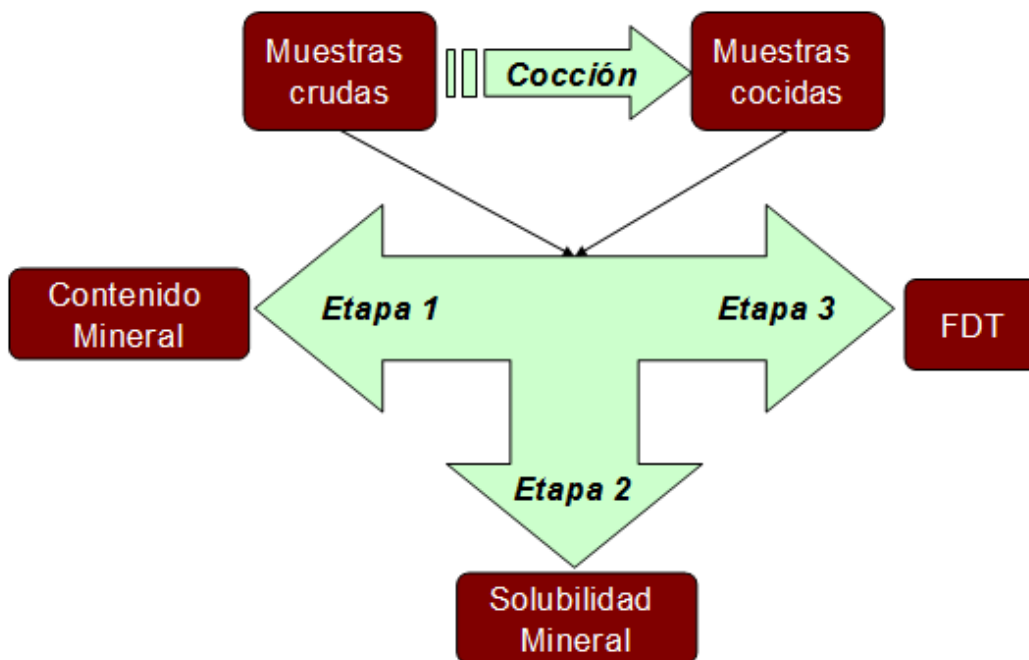 Muestras
crudas
Cocción
Muestras
cocidas
Contenido
Mineral
Etapa 1
Etapa 3
FDT
Etapa 2
Solubilidad
Mineral